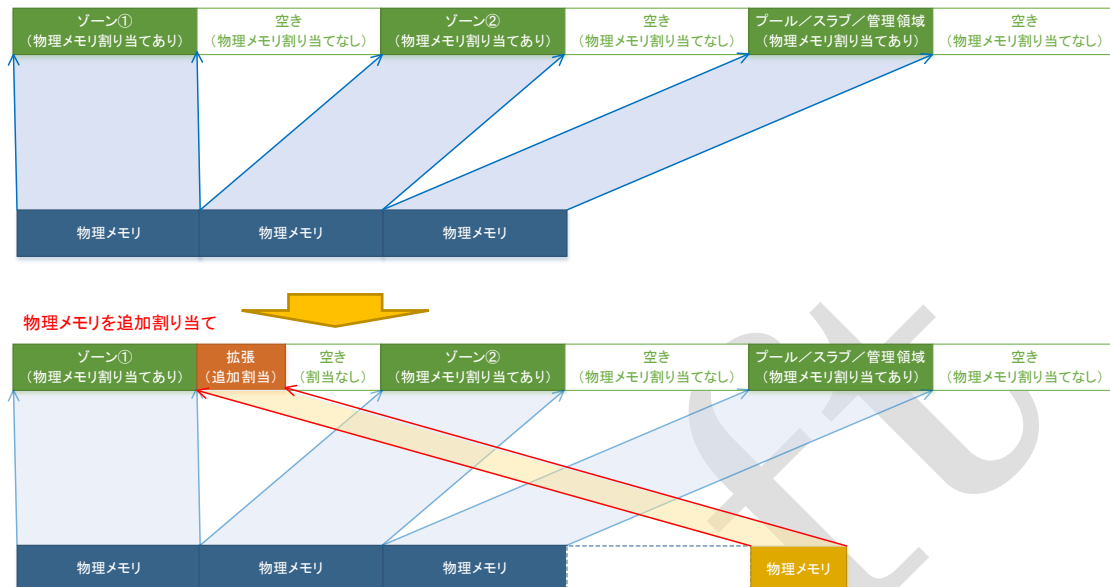 ゾーン①
（物理メモリ割り当てあり）
空き
（物理メモリ割り当てなし）
ゾーン②
（物理メモリ割り当てあり）
空き
（物理メモリ割り当てなし）
プール／スラブ／管理領域
（物理メモリ割り当てあり）
空き
（物理メモリ割り当てなし）
物理メモリ
物理メモリ
物理メモリ
物理メモリを追加割り当て
ゾーン①
（物理メモリ割り当てあり）
拡張
（追加割当）
空き
（割当なし）
ゾーン②
（物理メモリ割り当てあり）
空き
（物理メモリ割り当てなし）
プール／スラブ／管理領域
（物理メモリ割り当てあり）
空き
（物理メモリ割り当てなし）
物理メモリ
物理メモリ
物理メモリ
物理メモリ
ft